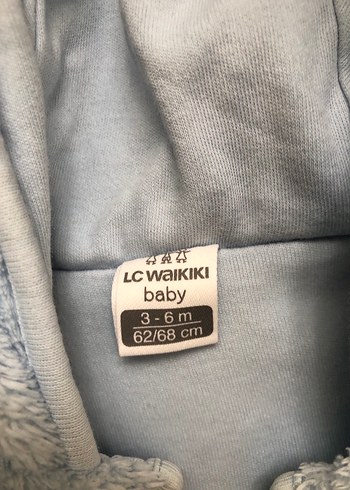 LC WAIKIKI
baby
3 - 6 m
62/68 cm